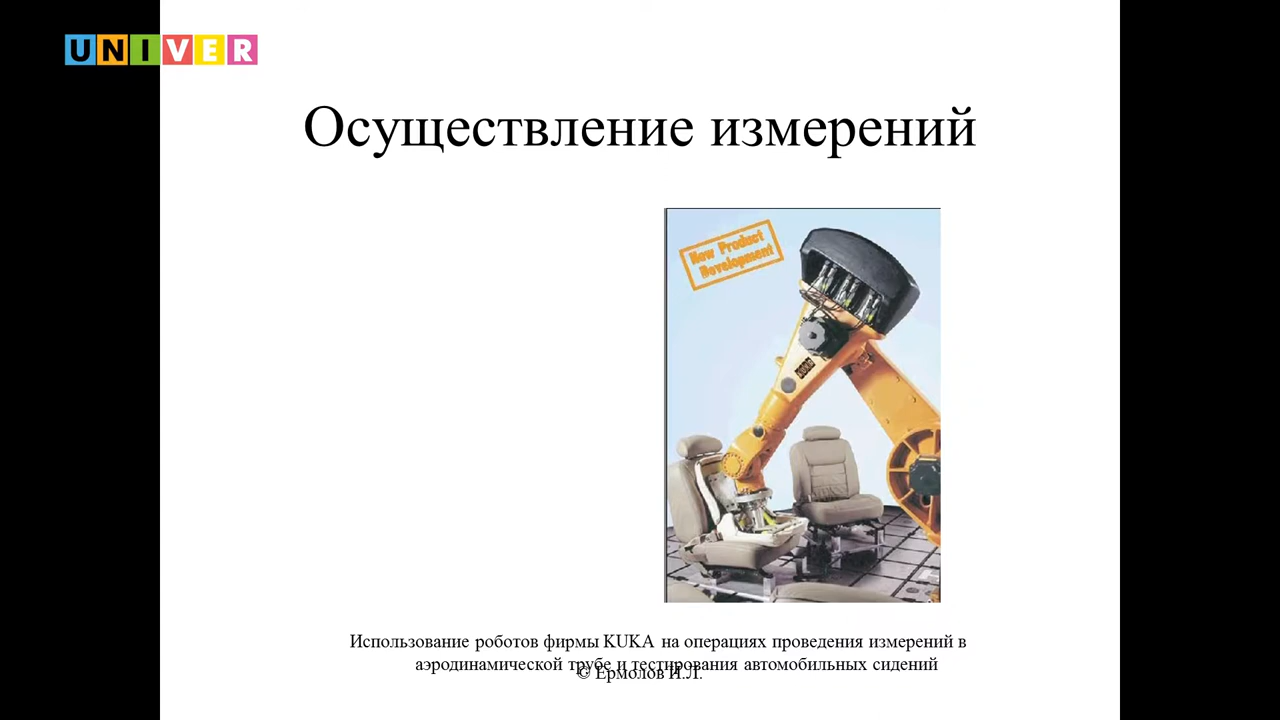 UNIVER
Осуществление измерений
New Product
Development
KUKA
Использование роботов фирмы KUKA на операциях проведения измерений в
аэродинамической трубе и тестирования автомобильных сидений
© Ермолов И.Л.